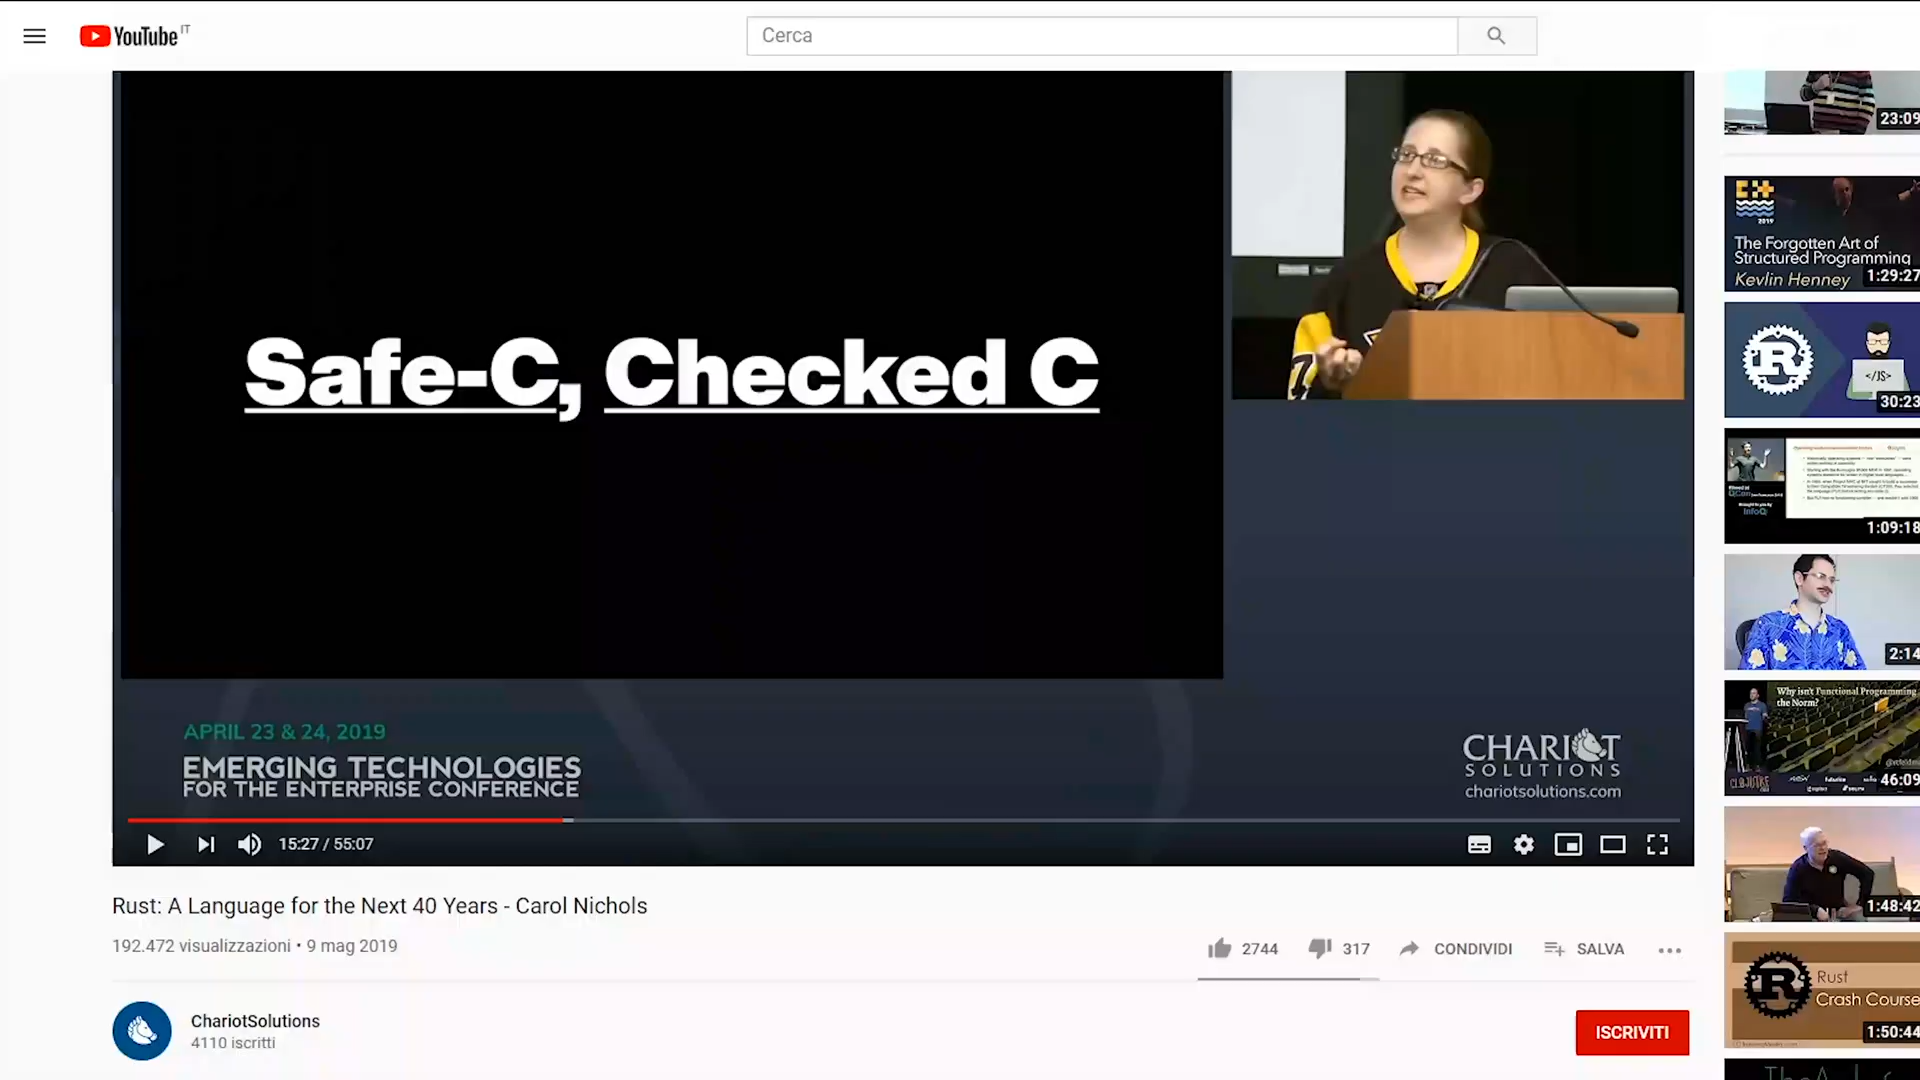 YouTube IT
Cerca
Safe-C, Checked C
APRIL 23 & 24, 2019
EMERGING TECHNOLOGIES
FOR THE ENTERPRISE CONFERENCE
CHARIOT
SOLUTIONS
chariotsolutions.com
15:27 / 55:07
Rust: A Language for the Next 40 Years - Carol Nichols
192.472 visualizzazioni • 9 mag 2019
2744
317
CONDIVIDI
SALVA
ChariotSolutions
4110 iscritti
ISCRIVITI
23:09
2019
The Forgotten Art of
Structured Programming
Kevlin Henney
1:29:27
</JS>
30:23
InfoQ
1:09:18
2:14
Why isn't Functional Programming
the Norm?
46:09
1:48:42
Rust
Crash Course
1:50:44